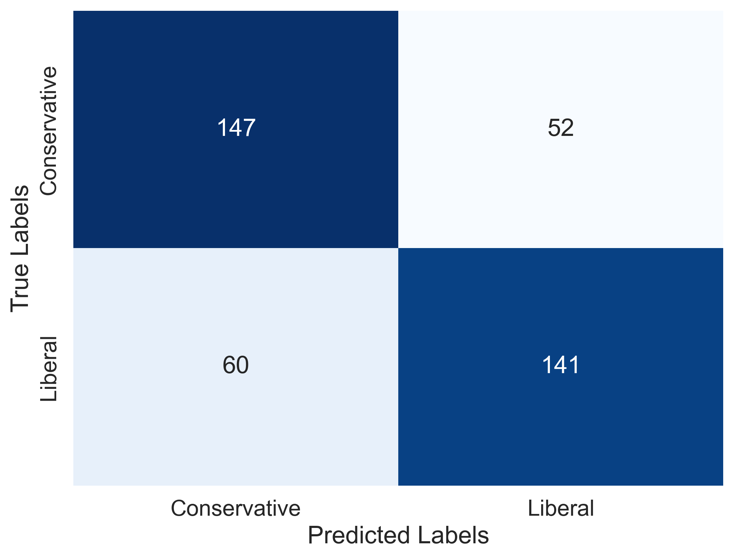 True Labels
Conservative
147
52
Liberal
60
141
Conservative
Liberal
Predicted Labels